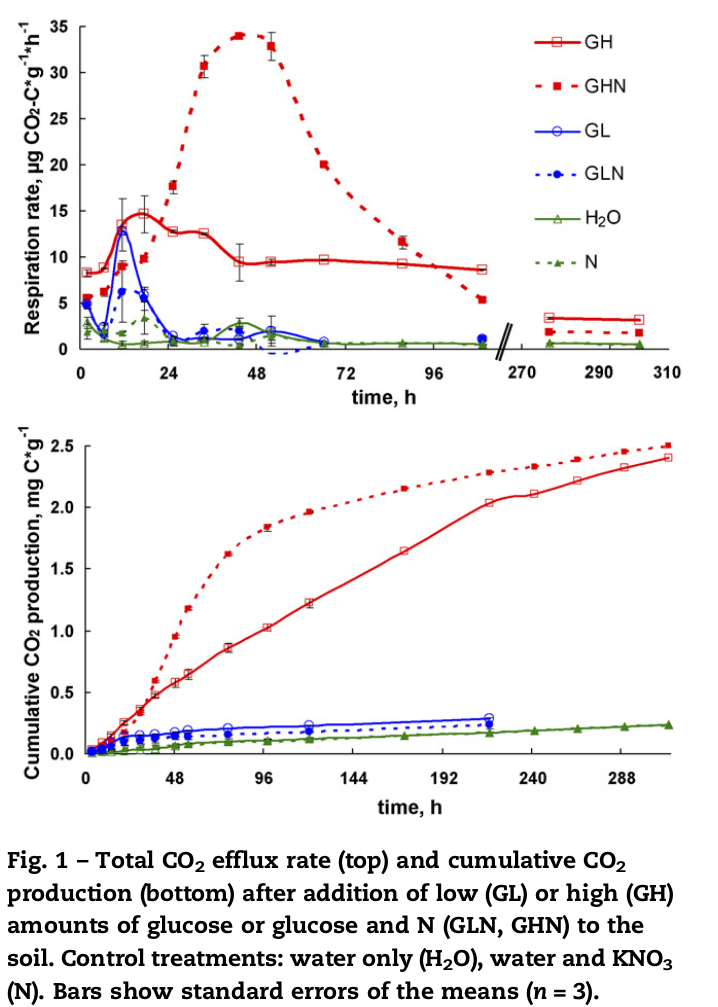 35
30
25
20
15
10
5
0
Respiration rate, µg CO₂-C*g⁻¹*h⁻¹
GH
GHN
GL
GLN
H₂O
N
0 24 48 72 96 270 290 310
time, h
2.5
2.0
1.5
1.0
0.5
0.0
Cumulative CO₂ production, mg C*g⁻¹
0 48 96 144 192 240 288
time, h
Fig. 1 – Total CO₂ efflux rate (top) and cumulative CO₂
production (bottom) after addition of low (GL) or high (GH)
amounts of glucose or glucose and N (GLN, GHN) to the
soil. Control treatments: water only (H₂O), water and KNO₃
(N). Bars show standard errors of the means (n = 3).